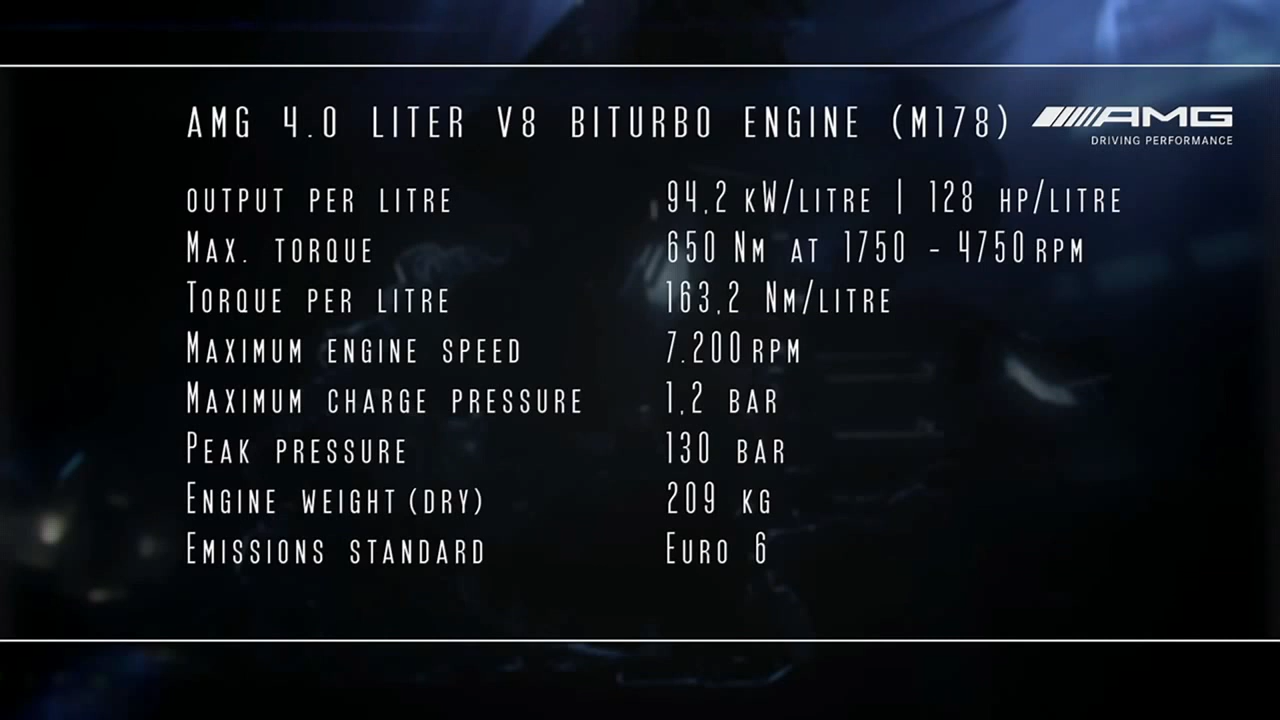 AMG 4.0 LITER V8 BITURBO ENGINE (M178)
AMG
DRIVING PERFORMANCE
OUTPUT PER LITRE 94,2 KW/LITRE | 128 HP/LITRE
MAX. TORQUE 650 NM AT 1750 - 4750 RPM
TORQUE PER LITRE 163,2 NM/LITRE
MAXIMUM ENGINE SPEED 7.200 RPM
MAXIMUM CHARGE PRESSURE 1,2 BAR
PEAK PRESSURE 130 BAR
ENGINE WEIGHT (DRY) 209 KG
EMISSIONS STANDARD EURO 6